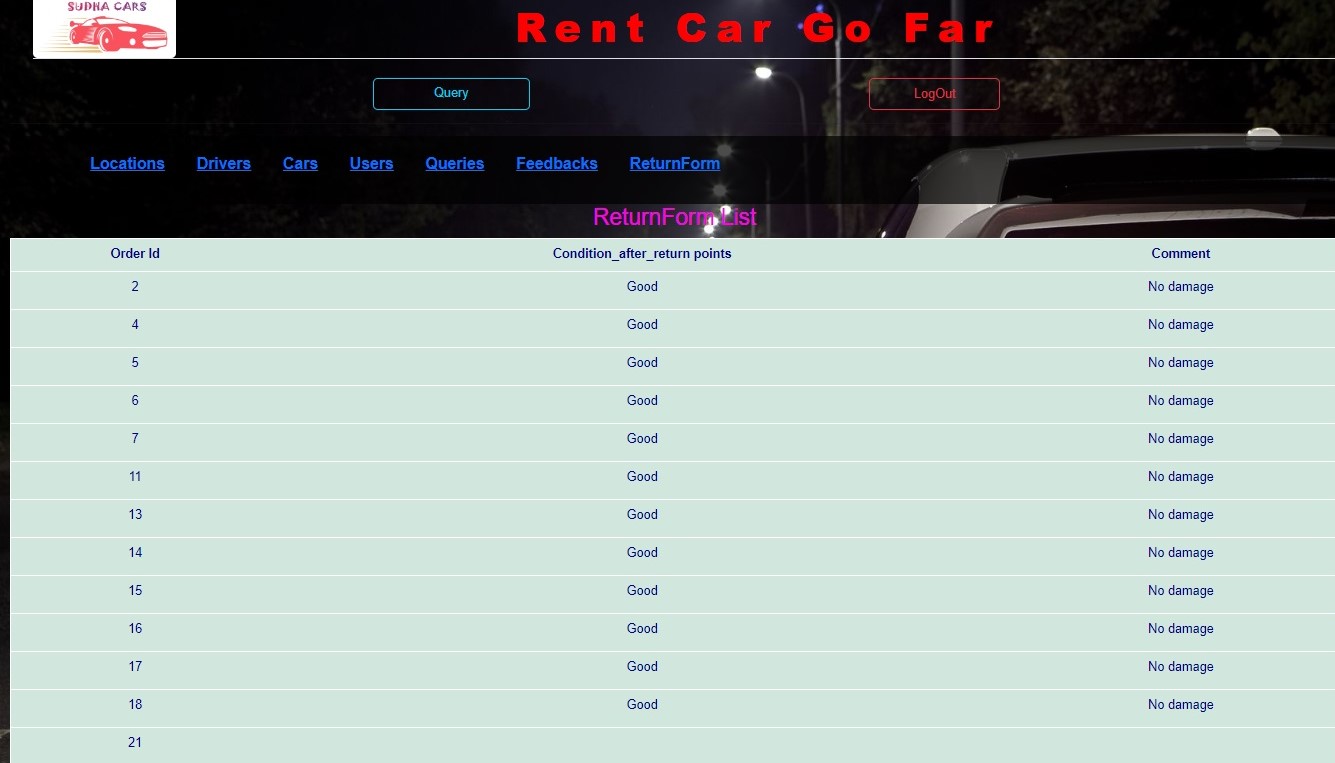 SUDHA CARS
Rent Car Go Far
Query LogOut
Locations Drivers Cars Users Queries Feedbacks ReturnForm
ReturnForm List
Order Id Condition_after_return points Comment
2 Good No damage
4 Good No damage
5 Good No damage
6 Good No damage
7 Good No damage
11 Good No damage
13 Good No damage
14 Good No damage
15 Good No damage
16 Good No damage
17 Good No damage
18 Good No damage
21